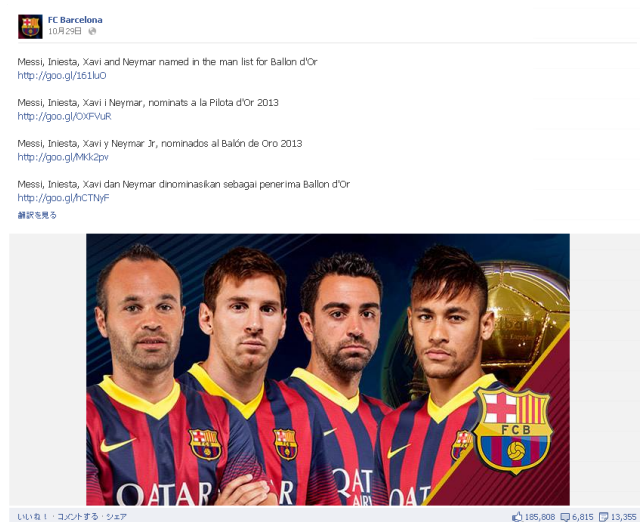 FC Barcelona
10月29日
Messi, Iniesta, Xavi and Neymar named in the man list for Ballon d'Or
http://goo.gl/161luO
Messi, Iniesta, Xavi i Neymar, nominats a la Pilota d'Or 2013
http://goo.gl/OXFVuR
Messi, Iniesta, Xavi y Neymar Jr, nominados al Balón de Oro 2013
http://goo.gl/MKk2pv
Messi, Iniesta, Xavi dan Neymar dinominasikan sebagai penerima Ballon d'Or
http://goo.gl/hCTNyF
翻訳を見る
FCB
QATAR
QATAR
AIRWAYS
QATAR
いいね！ · コメントする · シェア
185,808 6,815 13,355